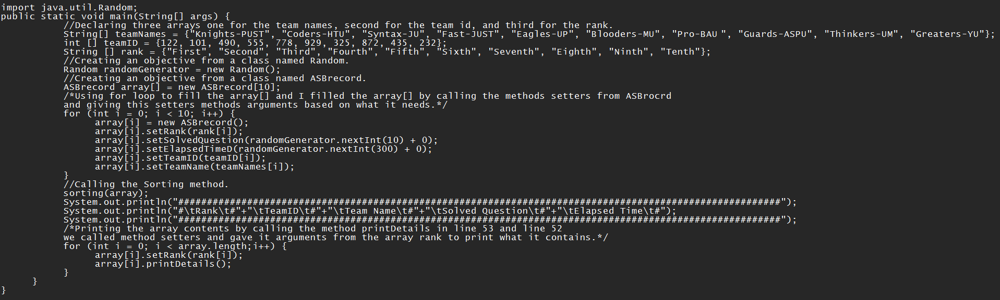 import java.util.Random;
public static void main(String[] args) {
//Declaring three arrays one for the team names, second for the team id, and third for the rank.
String[] teamNames = {"Knights-PUST", "Coders-HTU", "Syntax-JU", "Fast-JUST", "Eagles-UP", "Blooders-MU", "Pro-BAU ", "Guards-ASPU", "Thinkers-UM", "Greaters-YU"};
int [] teamID = {122, 101, 490, 555, 778, 929, 325, 872, 435, 232};
String [] rank = {"First", "Second", "Third", "Fourth", "Fifth", "Sixth", "Seventh", "Eighth", "Ninth", "Tenth"};
//Creating an objective from a class named Random.
Random randomGenerator = new Random();
//Creating an objective from a class named ASBrecord.
ASBrecord array[] = new ASBrecord[10];
/*Using for loop to fill the array[] and I filled the array[] by calling the methods setters from ASBrocrd
and giving this setters methods arguments based on what it needs.*/
for (int i = 0; i < 10; i++) {
array[i] = new ASBrecord();
array[i].setRank(rank[i]);
array[i].setSolvedQuestion(randomGenerator.nextInt(10) + 0);
array[i].setElapsedTimeD(randomGenerator.nextInt(300) + 0);
array[i].setTeamID(teamID[i]);
array[i].setTeamName(teamNames[i]);
}
//Calling the Sorting method.
sorting(array);
System.out.println("#########################################################################################################");
System.out.println("#\tRank\t#"+"\tTeamID\t#"+"\tTeam Name\t#"+"\tSolved Question\t#"+"\tElapsed Time\t#");
System.out.println("#########################################################################################################");
/*Printing the array contents by calling the method printDetails in line 53 and line 52
we called method setters and gave it arguments from the array rank to print what it contains.*/
for (int i = 0; i < array.length;i++) {
array[i].setRank(rank[i]);
array[i].printDetails();
}
}
}